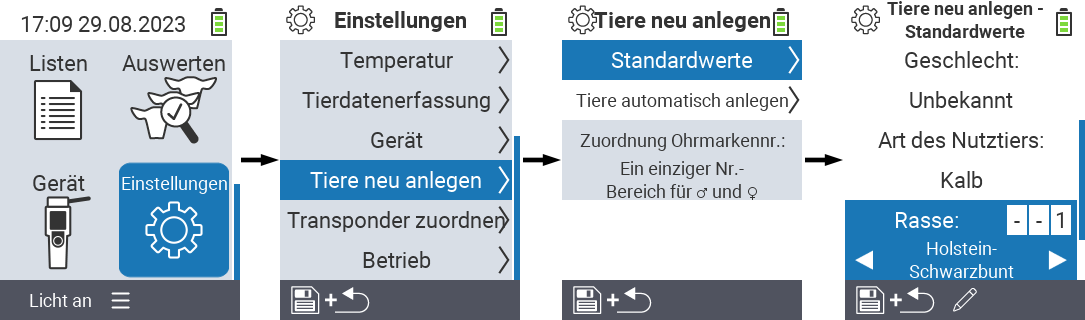 17:09 29.08.2023
Listen
Auswerten
Gerät
Einstellungen
Licht an
Einstellungen
Temperatur
Tierdatenerfassung
Gerät
Tiere neu anlegen
Transponder zuordnen
Betrieb
+
Tiere neu anlegen
Standardwerte
Tiere automatisch anlegen
Zuordnung Ohrmarkennr.:
Ein einziger Nr.-
Bereich für ♂ und ♀
+
Tiere neu anlegen -
Standardwerte
Geschlecht:
Unbekannt
Art des Nutztiers:
Kalb
Rasse: - - 1
Holstein-
Schwarzbunt
+